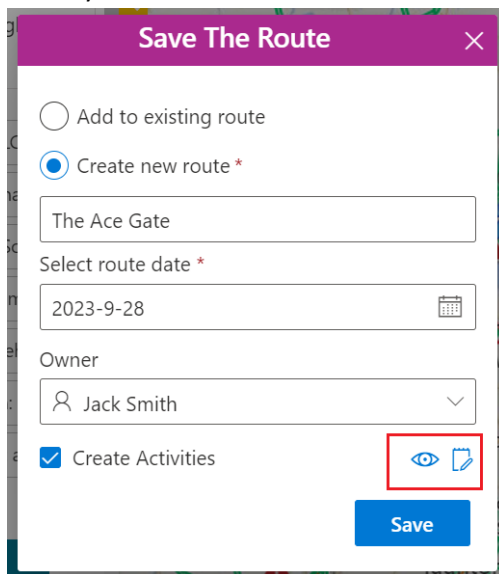 Save The Route
Add to existing route
Create new route *
The Ace Gate
Select route date *
2023-9-28
Owner
Jack Smith
Create Activities
Save